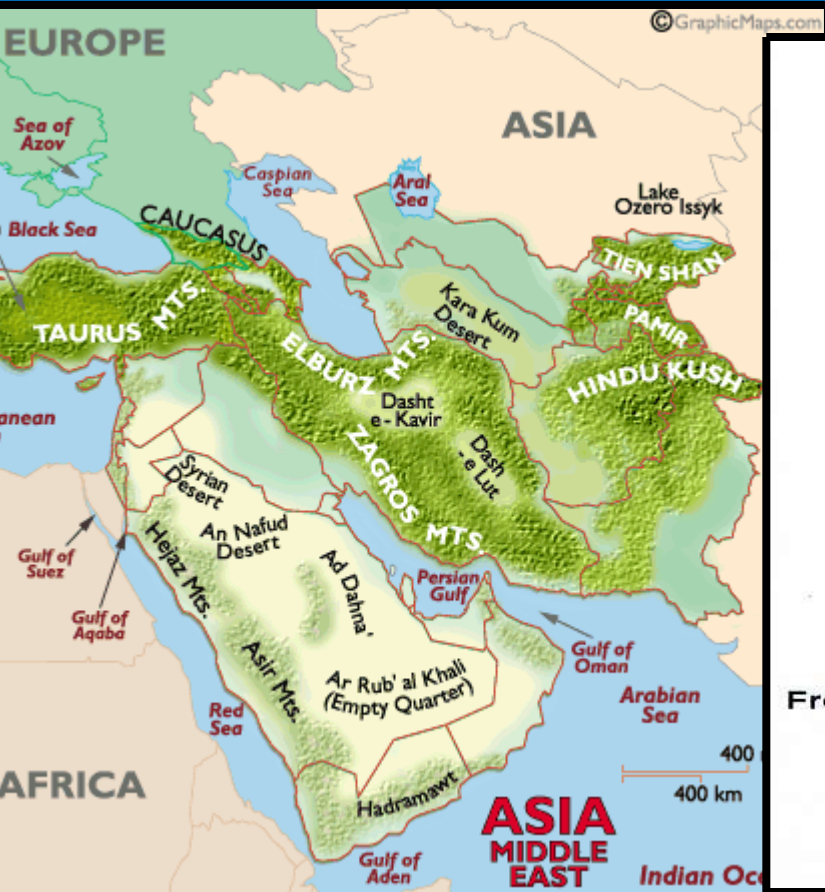 ©GraphicMaps.com
EUROPE
ASIA
Sea of
Azov
Caspian
Sea
Aral
Sea
Lake
Ozero Issyk
Black Sea
CAUCASUS
TIEN SHAN
TAURUS MTS.
Kara Kum
Desert
PAMIR
ELBURZ MTS.
HINDU KUSH
Dasht
e-Kavir
anean
Dash
-e Lut
ZAGROS MTS.
Syrian
Desert
An Nafud
Desert
Hejaz Mts.
Ad Dahna'
Gulf of
Suez
Persian
Gulf
Gulf of
Aqaba
Gulf of
Oman
Asir Mts.
Ar Rub' al Khali
(Empty Quarter)
Arabian
Sea
Red
Sea
Fr
400
400 km
AFRICA
Hadramawt
ASIA
MIDDLE
EAST
Gulf of
Aden
Indian Oc